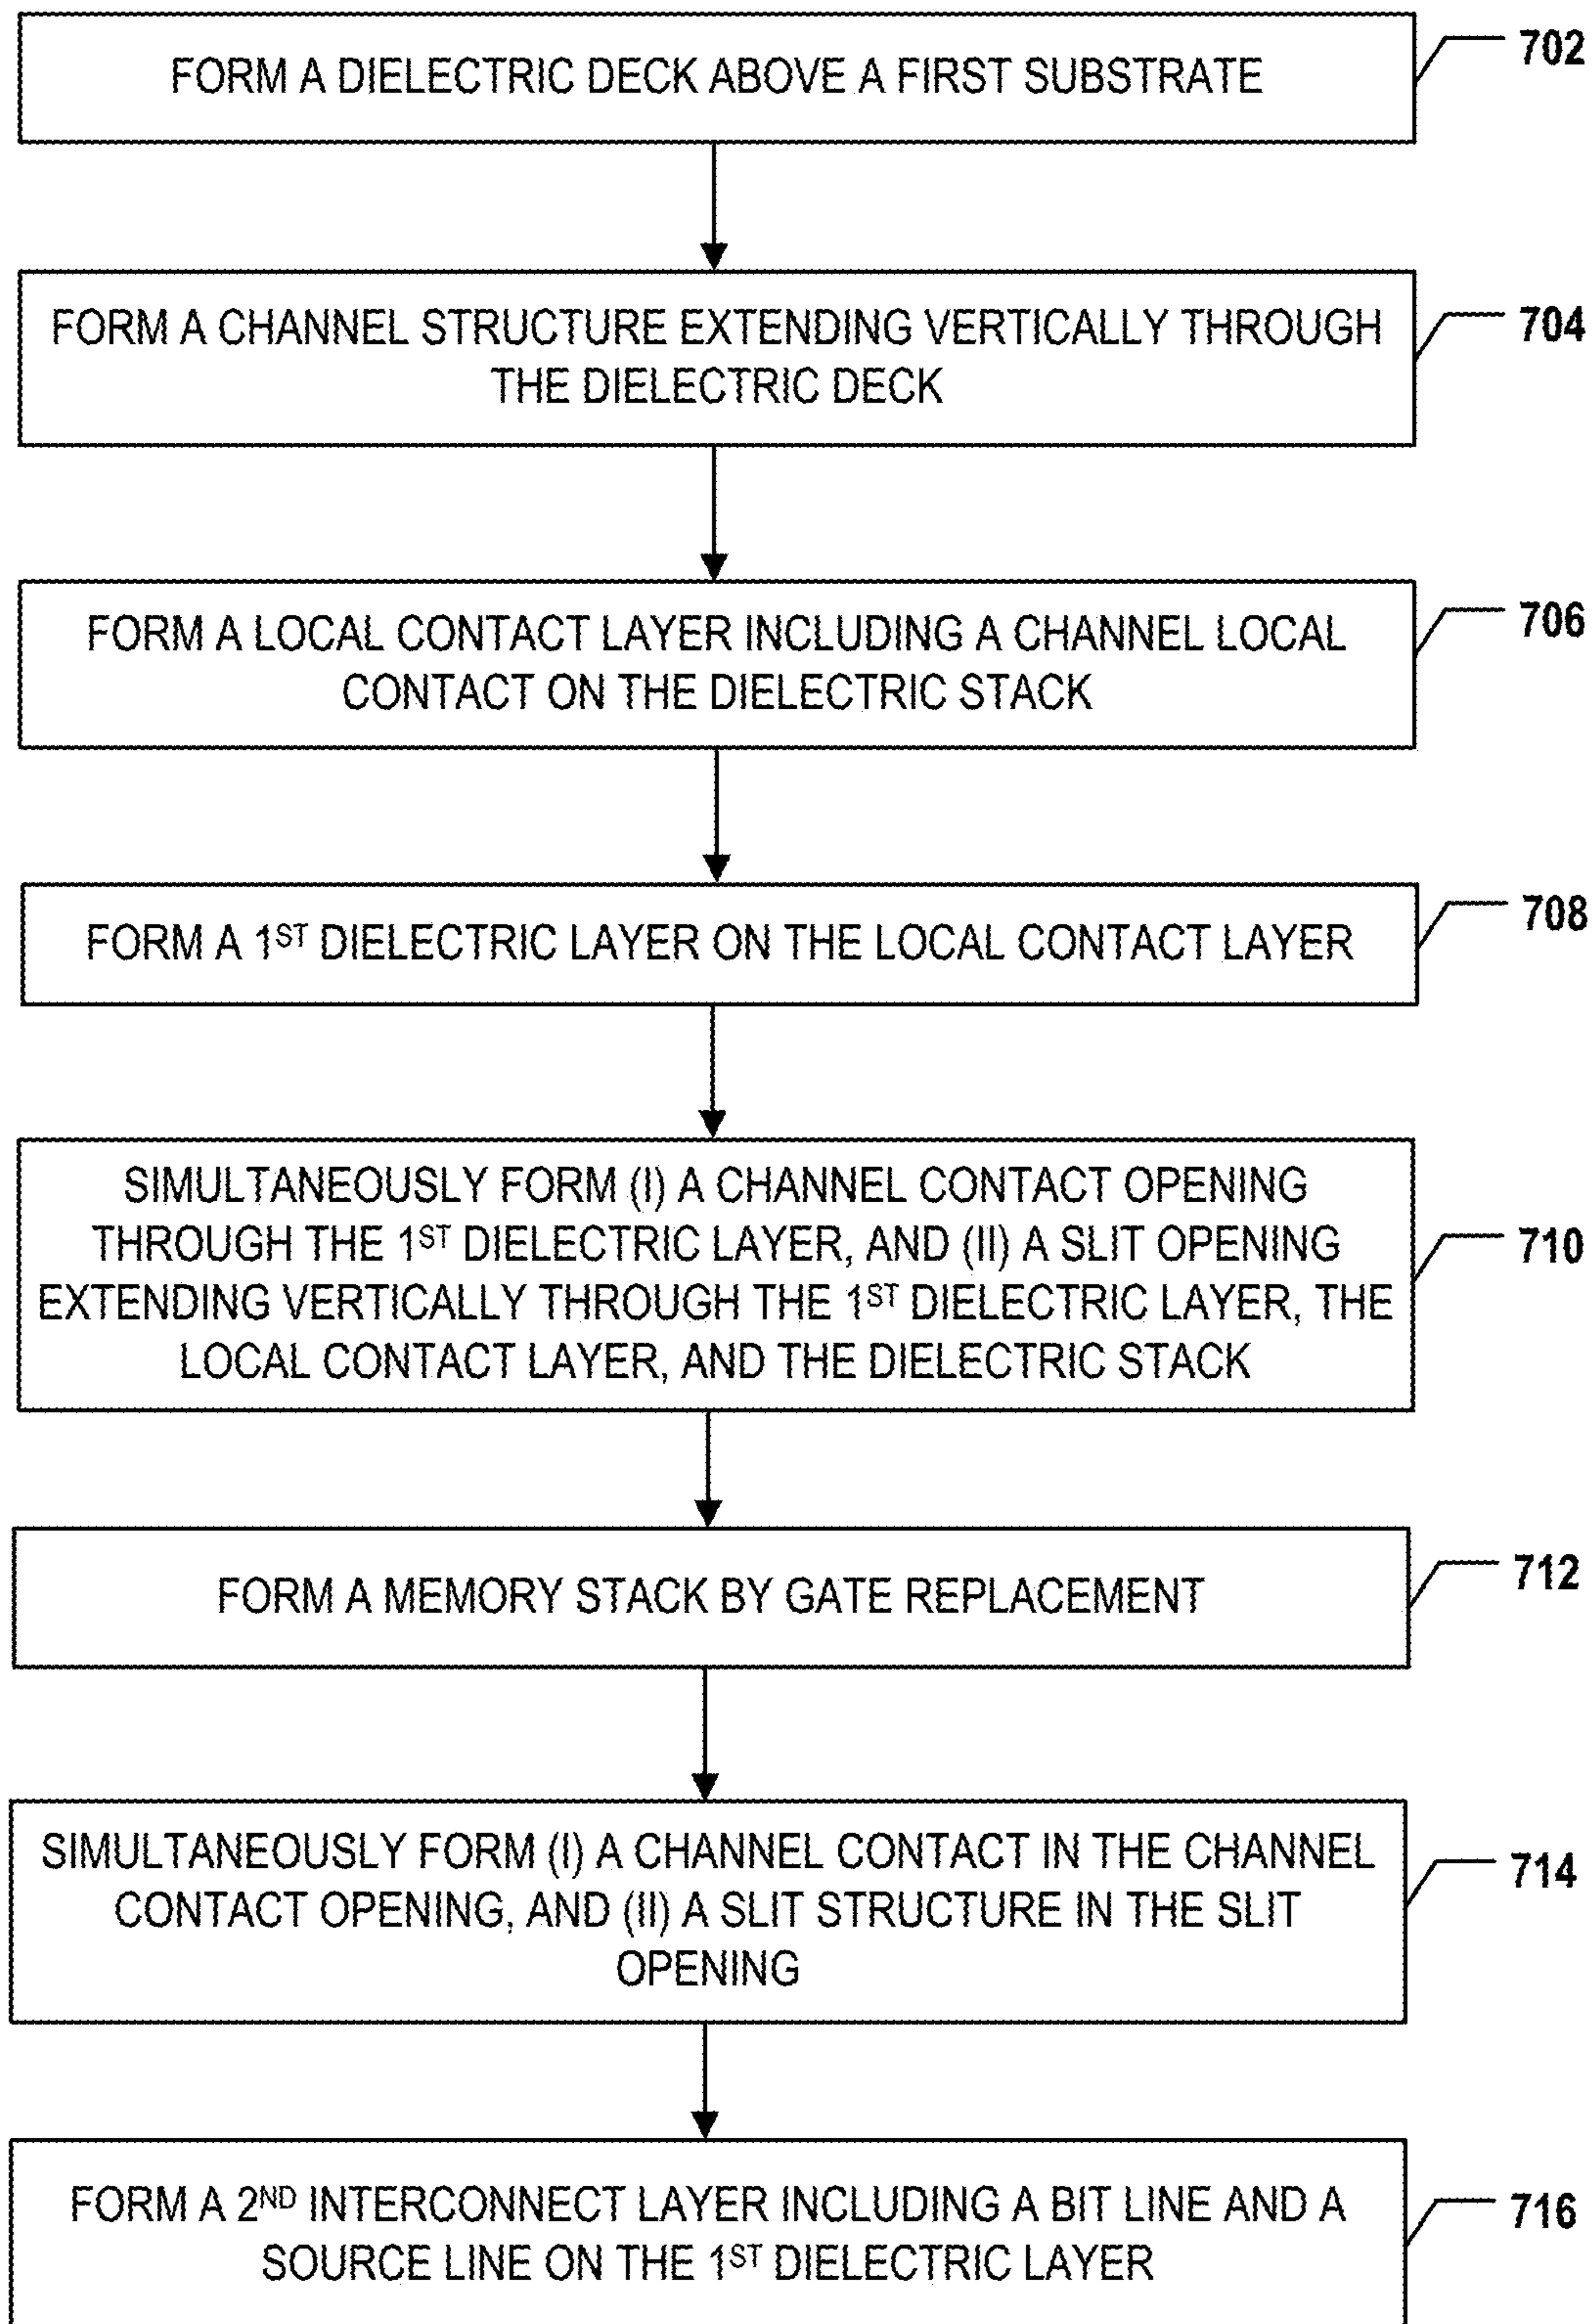 FORM A DIELECTRIC DECK ABOVE A FIRST SUBSTRATE
702
FORM A CHANNEL STRUCTURE EXTENDING VERTICALLY THROUGH
THE DIELECTRIC DECK
704
FORM A LOCAL CONTACT LAYER INCLUDING A CHANNEL LOCAL
CONTACT ON THE DIELECTRIC STACK
706
FORM A 1ST DIELECTRIC LAYER ON THE LOCAL CONTACT LAYER
708
SIMULTANEOUSLY FORM (I) A CHANNEL CONTACT OPENING
THROUGH THE 1ST DIELECTRIC LAYER, AND (II) A SLIT OPENING
EXTENDING VERTICALLY THROUGH THE 1ST DIELECTRIC LAYER, THE
LOCAL CONTACT LAYER, AND THE DIELECTRIC STACK
710
FORM A MEMORY STACK BY GATE REPLACEMENT
712
SIMULTANEOUSLY FORM (I) A CHANNEL CONTACT IN THE CHANNEL
CONTACT OPENING, AND (II) A SLIT STRUCTURE IN THE SLIT
OPENING
714
FORM A 2ND INTERCONNECT LAYER INCLUDING A BIT LINE AND A
SOURCE LINE ON THE 1ST DIELECTRIC LAYER
716